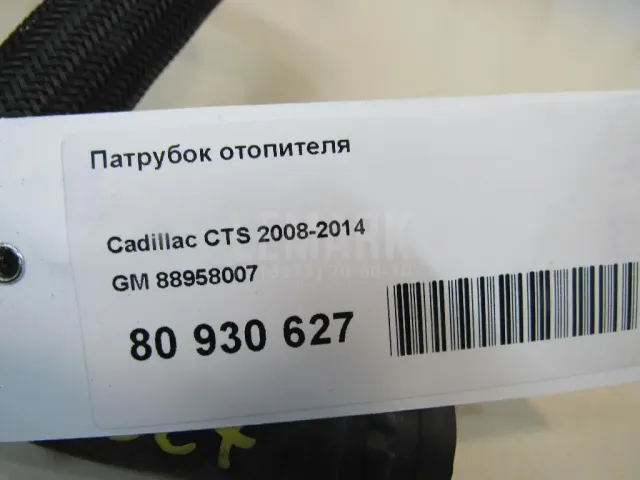 Патрубок отопителя
Cadillac CTS 2008-2014
GM 88958007
80 930 627